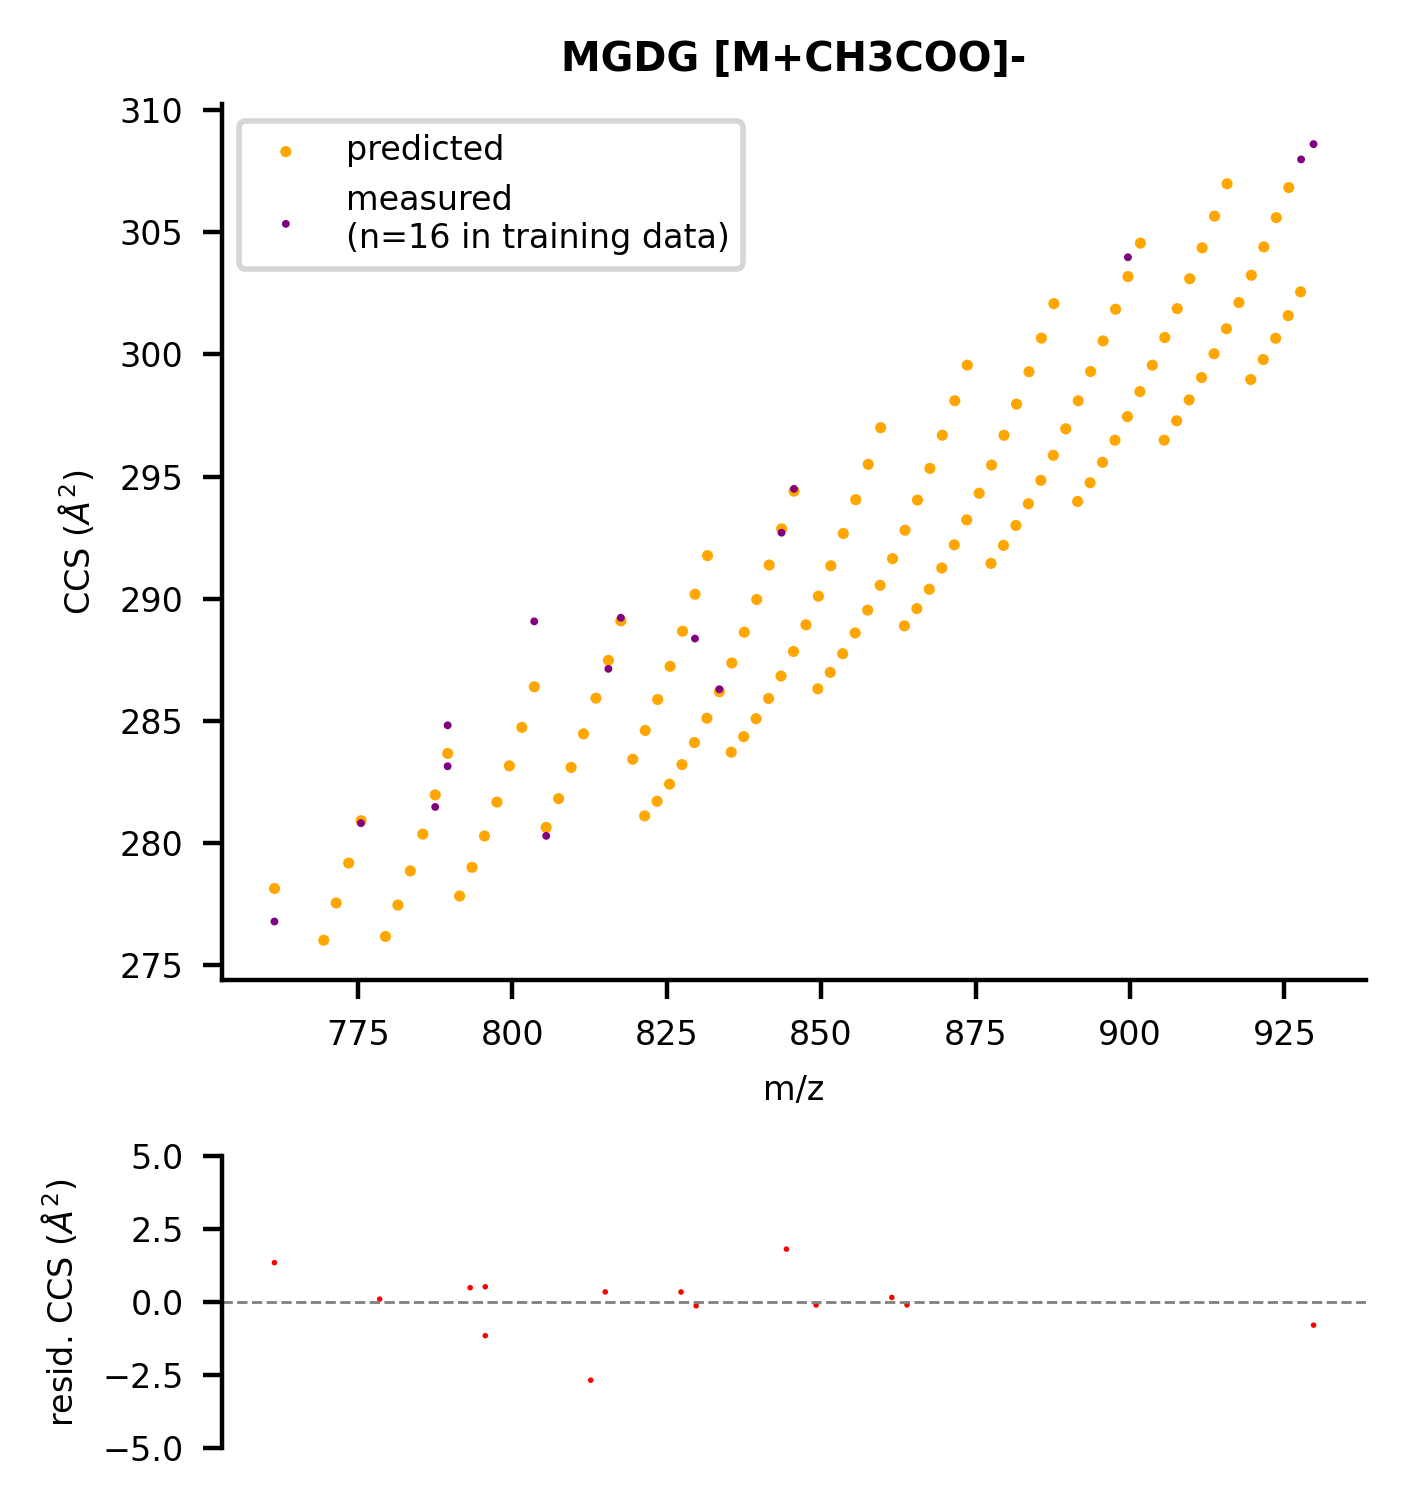 MGDG [M+CH3COO]-
310
305
300
295
290
285
280
275
CCS (Å²)
predicted
measured
(n=16 in training data)
775
800
825
850
875
900
925
m/z
5.0
2.5
0.0
−2.5
−5.0
resid. CCS (Å²)